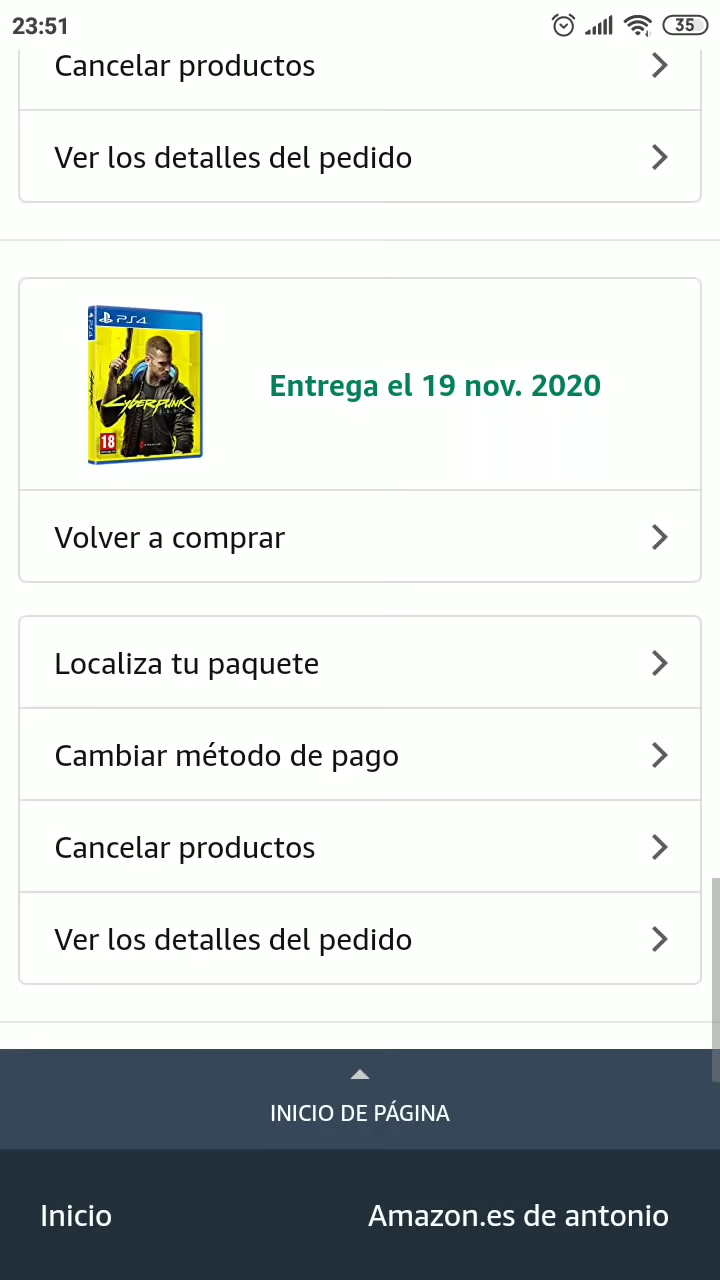 23:51
35
Cancelar productos
Ver los detalles del pedido
PS4
CYBERPUNK
18
Entrega el 19 nov. 2020
Volver a comprar
Localiza tu paquete
Cambiar método de pago
Cancelar productos
Ver los detalles del pedido
INICIO DE PÁGINA
Inicio
Amazon.es de antonio